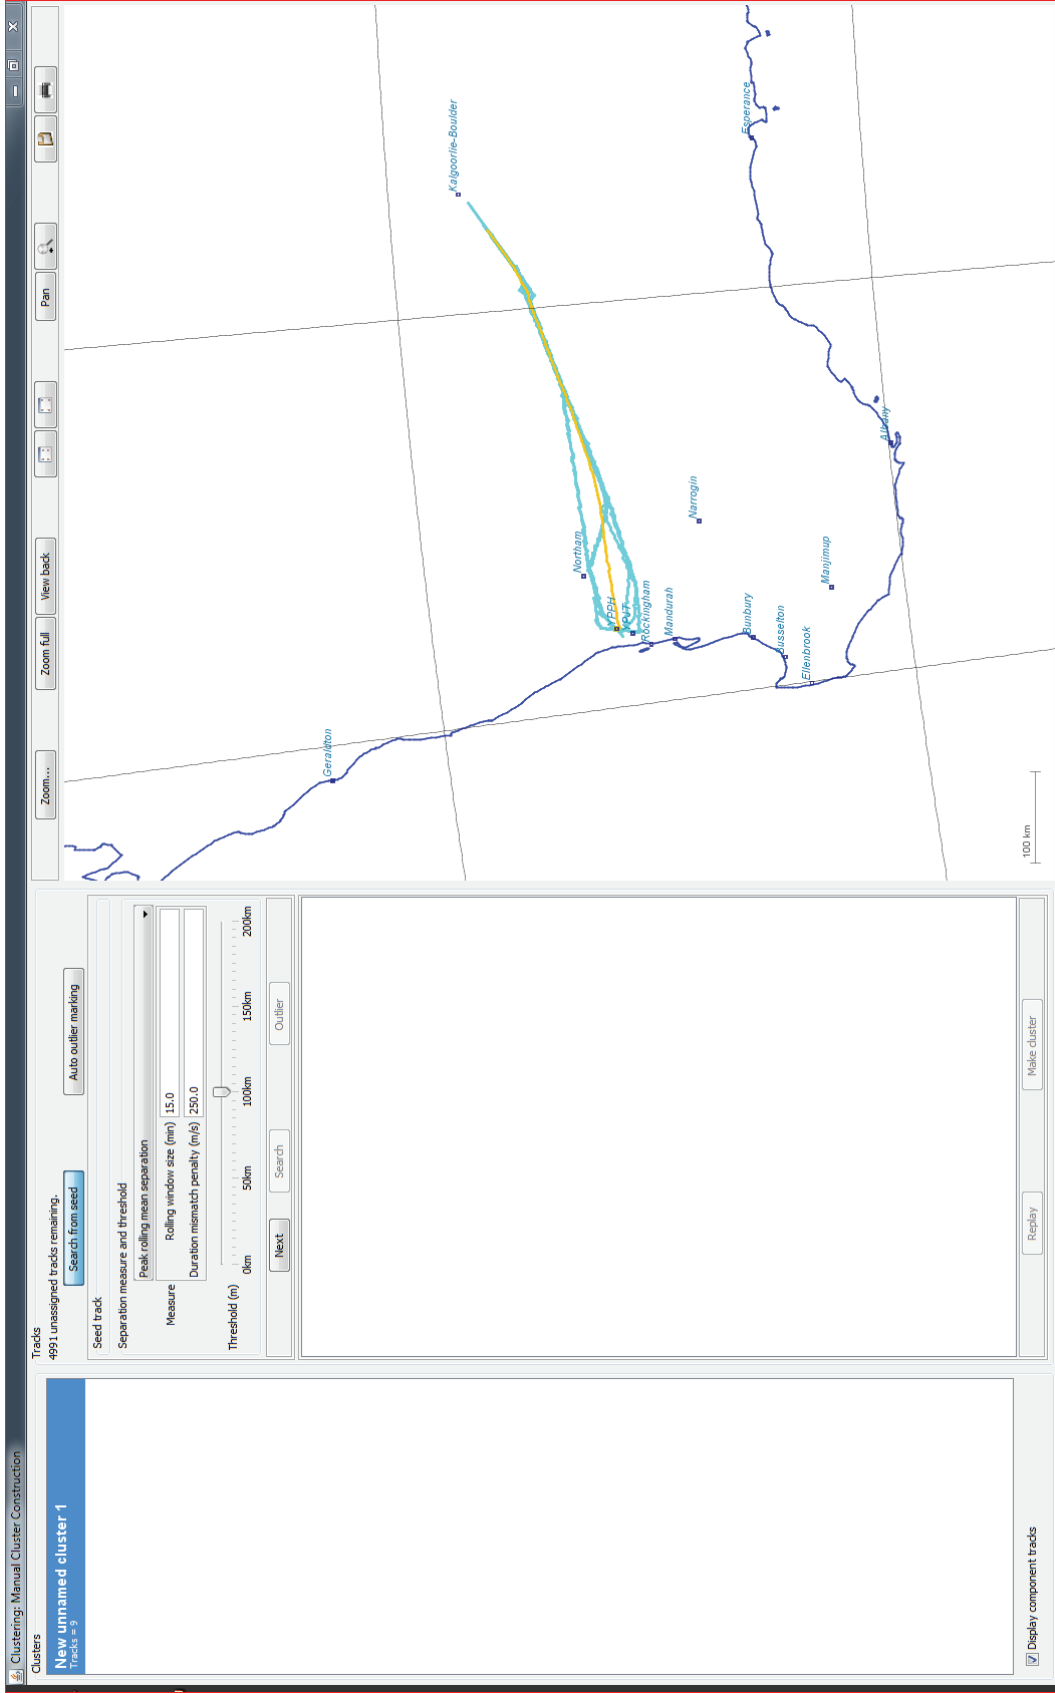 Clustering: Manual Cluster Construction
Clusters
New unnamed cluster 1
Tracks = 9
Display component tracks
Tracks
4991 unassigned tracks remaining.
Search from seed
Auto outlier marking
Seed track
Separation measure and threshold
Measure
Peak rolling mean separation
Rolling window size (min) 15.0
Duration mismatch penalty (m/s) 250.0
Threshold (m)
0km 50km 100km 150km 200km
Next
Search
Outlier
Replay
Make cluster
Zoom...
Zoom full
View back
Pan
Geraldton
Kalgoorlie-Boulder
Northam
YPPH
YPJT
Rockingham
Mandurah
Narrogin
Bunbury
Busselton
Ellenbrook
Manjimup
Albany
Esperance
100 km